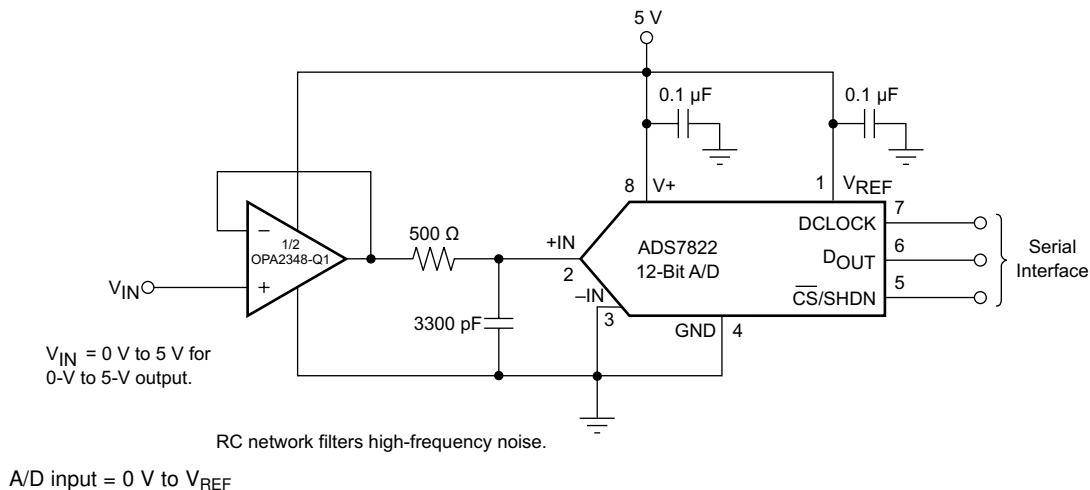 5 V
0.1 µF
0.1 µF
8
V+
1
VREF
−
1/2
OPA2348-Q1
+
VIN
500 Ω
3300 pF
+IN
2
−IN
3
ADS7822
12-Bit A/D
GND
4
DCLOCK
7
DOUT
6
CS/SHDN
5
Serial
Interface
VIN = 0 V to 5 V for
0-V to 5-V output.
RC network filters high-frequency noise.
A/D input = 0 V to VREF